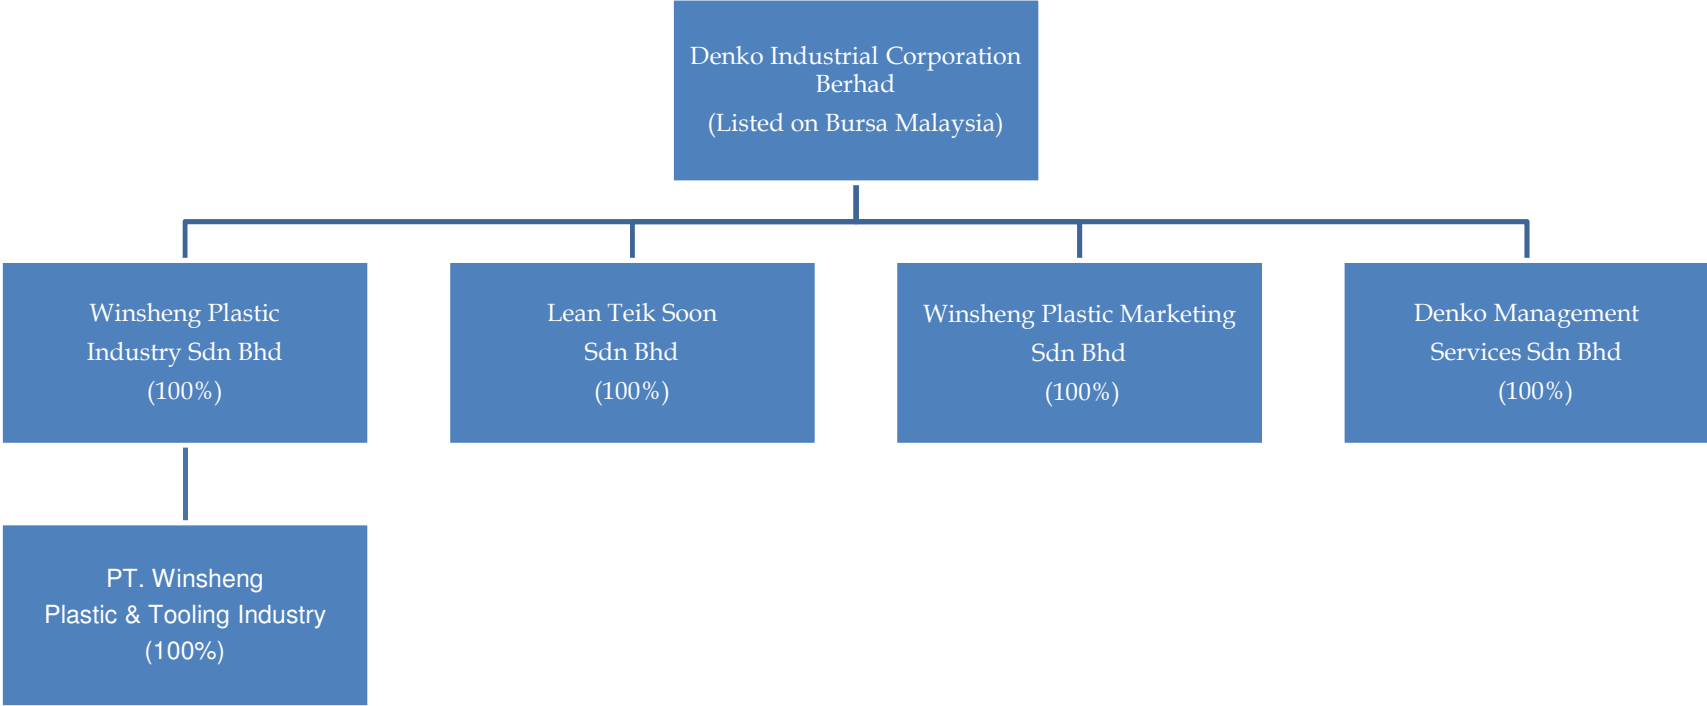 Denko Industrial Corporation
Berhad
(Listed on Bursa Malaysia)
Winsheng Plastic
Industry Sdn Bhd
(100%)
Lean Teik Soon
Sdn Bhd
(100%)
Winsheng Plastic Marketing
Sdn Bhd
(100%)
Denko Management
Services Sdn Bhd
(100%)
PT. Winsheng
Plastic & Tooling Industry
(100%)